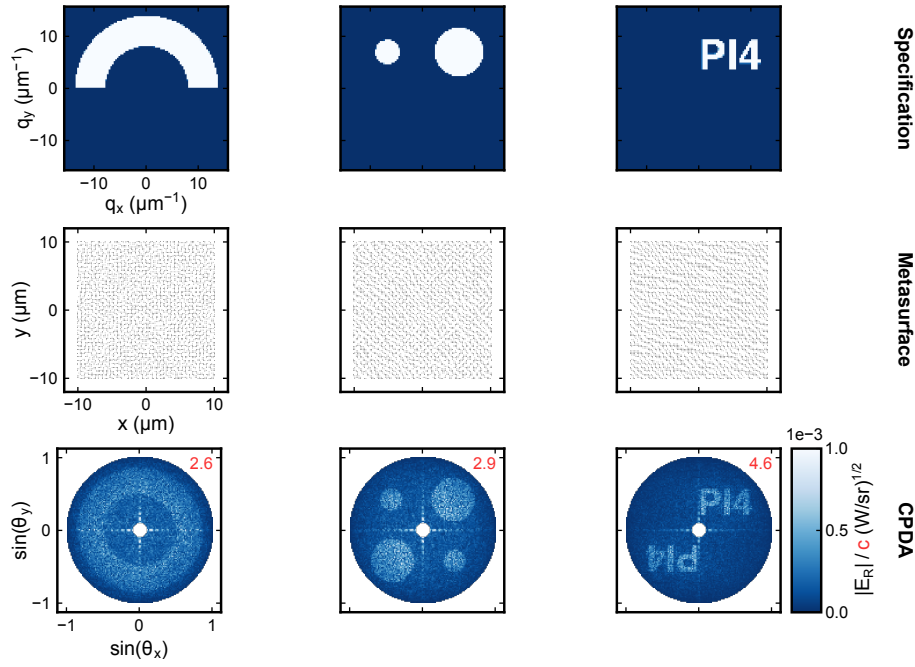 10
0
−10
q_y (μm⁻¹)
−10
0
10
q_x (μm⁻¹)
PI4
Specification
10
0
−10
y (μm)
−10
0
10
x (μm)
Metasurface
1
0
−1
sin(θ_y)
−1
0
1
sin(θ_x)
2.6
2.9
4.6
PI4
PI4
1e−3
1.0
0.5
0.0
|E_R| / c (W/sr)^{1/2}
CPDA